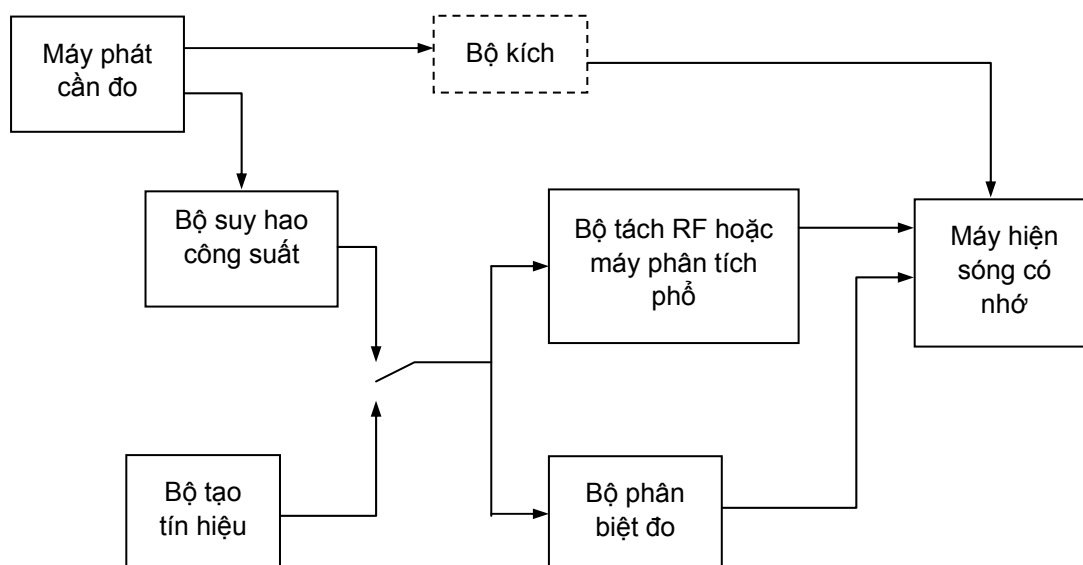 Máy phát
cần đo
Bộ kích
Bộ suy hao
công suất
Bộ tách RF hoặc
máy phân tích
phổ
Máy hiện
sóng có
nhớ
Bộ tạo
tín hiệu
Bộ phân
biệt đo